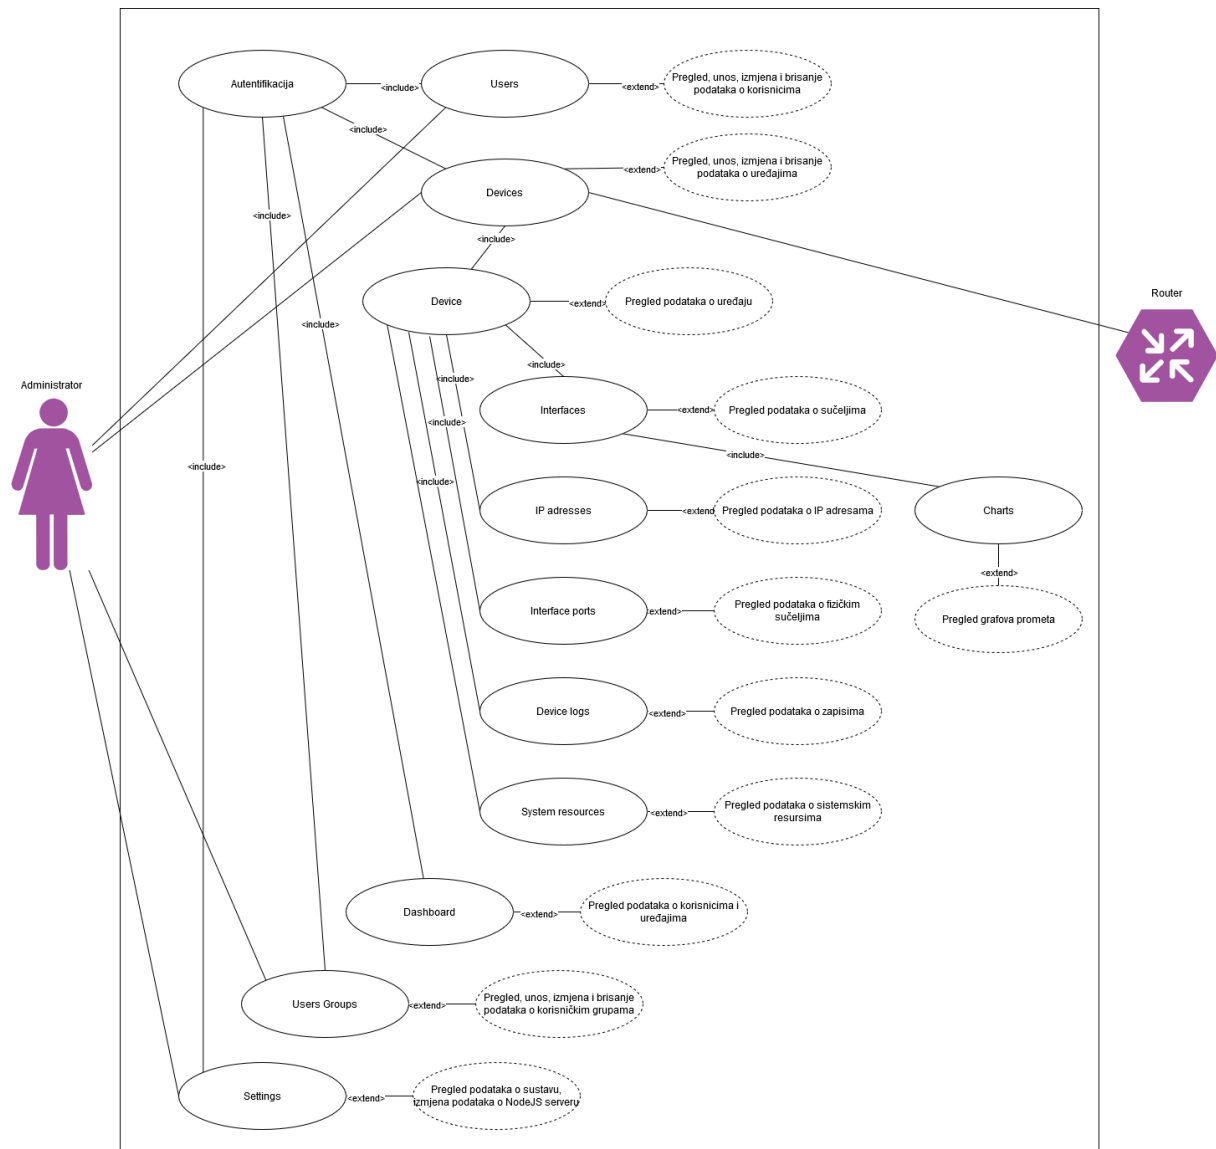 Autentifikacija
<include>
Users
<extend>
Pregled, unos, izmjena i brisanje
podataka o korisnicima
<include>
<extend>
Pregled, unos, izmjena i brisanje
podataka o uređajima
Devices
<include>
<include>
Device
<extend>
Pregled podataka o uređaju
Router
<include>
<include>
<include>
Administrator
Interfaces
<extend>
Pregled podataka o sučeljima
<include>
<include>
<include>
<include>
IP adresses
<extend
Pregled podataka o IP adresama
Charts
<extend>
Interface ports
<extend>
Pregled podataka o fizičkim
sučeljima
Pregled grafova prometa
Device logs
<extend>
Pregled podataka o zapisima
System resources
<extend>
Pregled podataka o sistemskim
resursima
Dashboard
<extend>
Pregled podataka o korisnicima i
uređajima
Users Groups
<extend>
Pregled, unos, izmjena i brisanje
podataka o korisničkim grupama
Settings
<extend>
Pregled podataka o sustavu,
izmjena podataka o NodeJS serveru